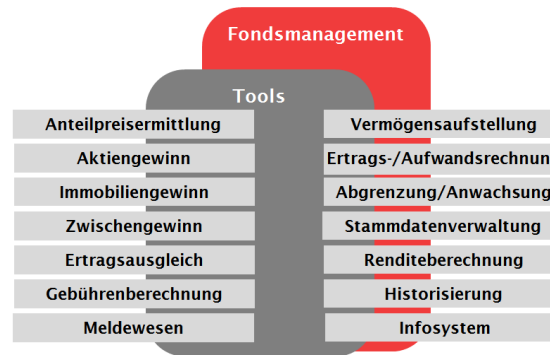 Fondsmanagement
Tools
Anteilpreisermittlung
Vermögensaufstellung
Aktiengewinn
Ertrags-/Aufwandsrechnun
Immobiliengewinn
Abgrenzung/Anwachsung
Zwischengewinn
Stammdatenverwaltung
Ertragsausgleich
Renditeberechnung
Gebührenberechnung
Historisierung
Meldewesen
Infosystem